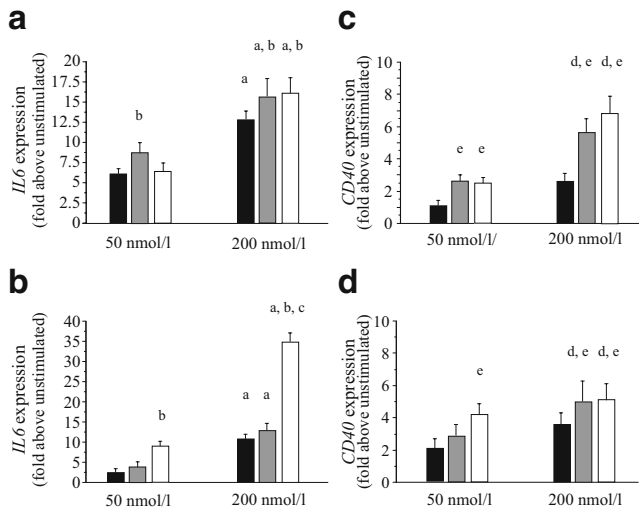 a
IL6 expression
(fold above unstimulated)
17.5
15
12.5
10
7.5
5
2.5
0
b
a
a, b
a, b
50 nmol/l
200 nmol/l
c
CD40 expression
(fold above unstimulated)
10
8
6
4
2
0
e
e
d, e
d, e
50 nmol/l/
200 nmol/l
b
IL6 expression
(fold above unstimulated)
40
35
30
25
20
15
10
5
0
b
a
a
a, b, c
50 nmol/l
200 nmol/l
d
CD40 expression
(fold above unstimulated)
10
8
6
4
2
0
e
d, e
d, e
50 nmol/l
200 nmol/l